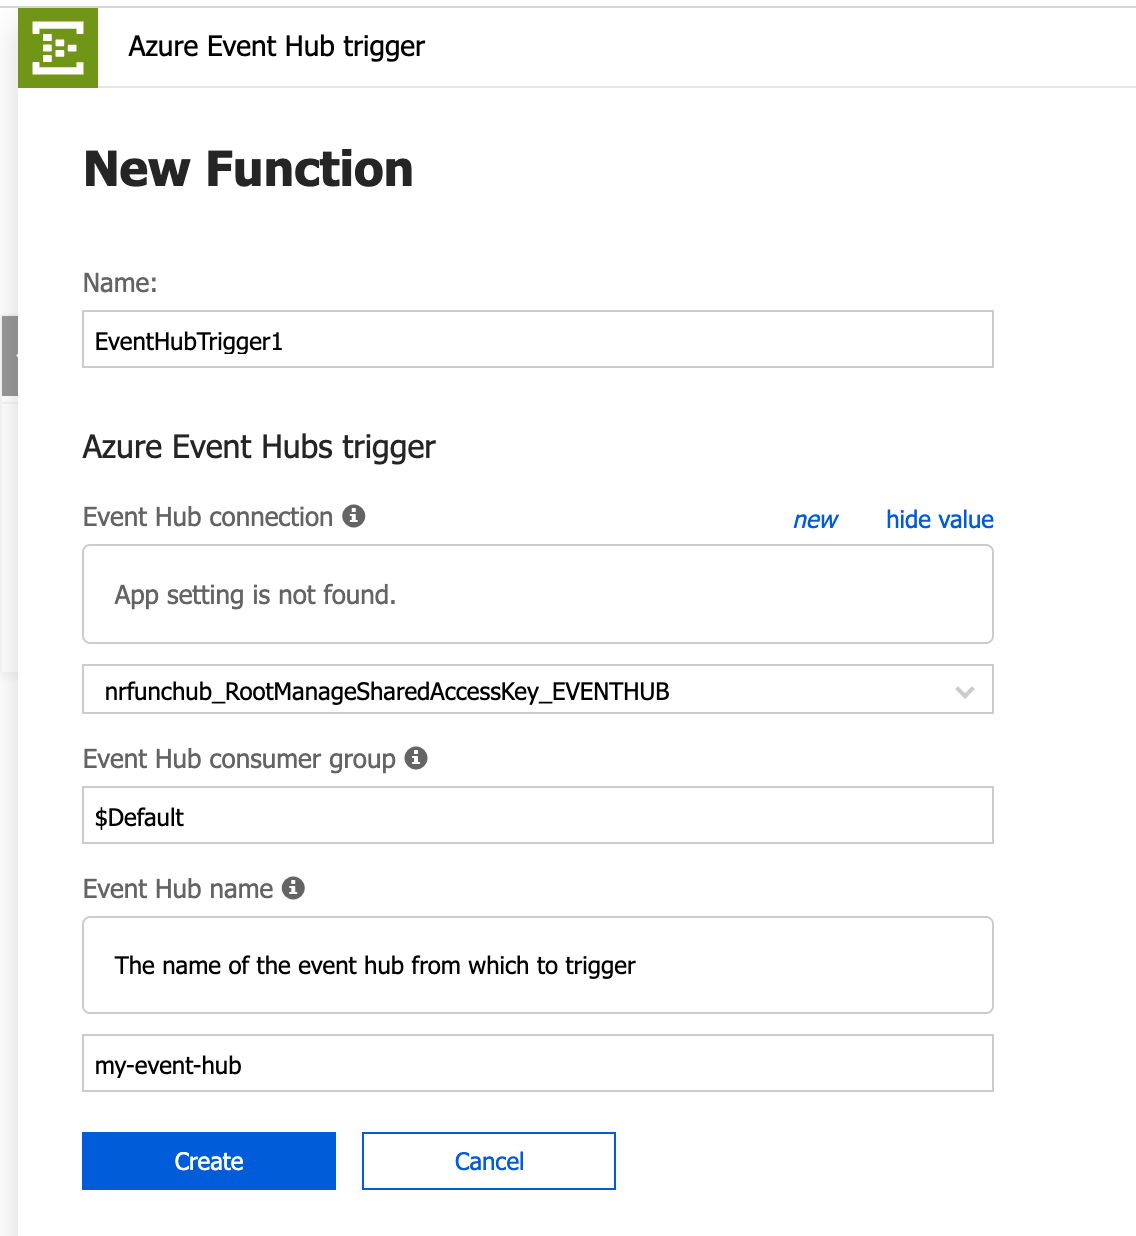 Azure Event Hub trigger
New Function
Name:
EventHubTrigger1
Azure Event Hubs trigger
Event Hub connection new hide value
App setting is not found.
nrfunchub_RootManageSharedAccessKey_EVENTHUB
Event Hub consumer group
$Default
Event Hub name
The name of the event hub from which to trigger
my-event-hub
Create Cancel